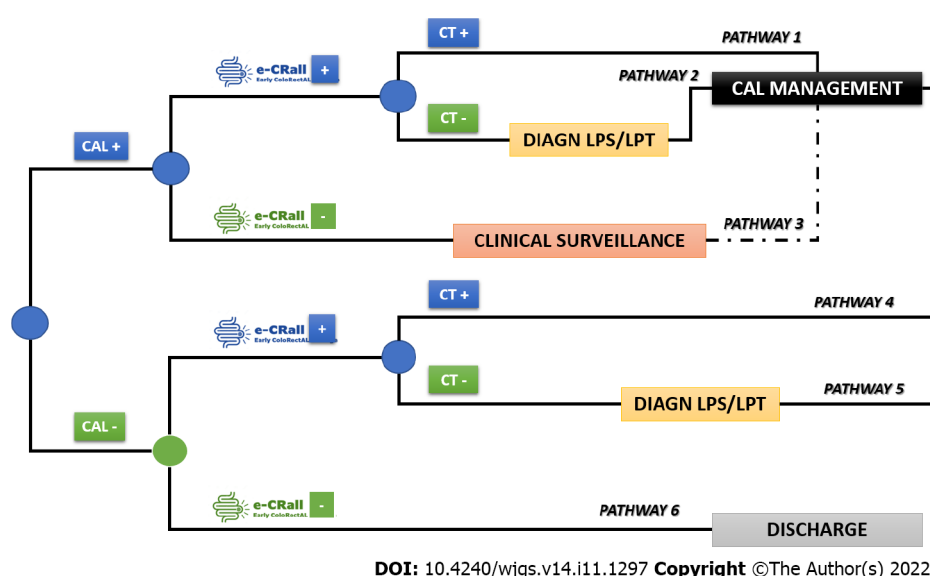 CT +
PATHWAY 1
e-CRall +
Early ColoRectAL
PATHWAY 2
CAL MANAGEMENT
CT -
DIAGN LPS/LPT
CAL +
e-CRall -
Early ColoRectAL
PATHWAY 3
CLINICAL SURVEILLANCE
CT +
PATHWAY 4
e-CRall +
Early ColoRectAL
CT -
PATHWAY 5
DIAGN LPS/LPT
CAL -
e-CRall -
Early ColoRectAL
PATHWAY 6
DISCHARGE
DOI: 10.4240/wjgs.v14.i11.1297 Copyright ©The Author(s) 2022